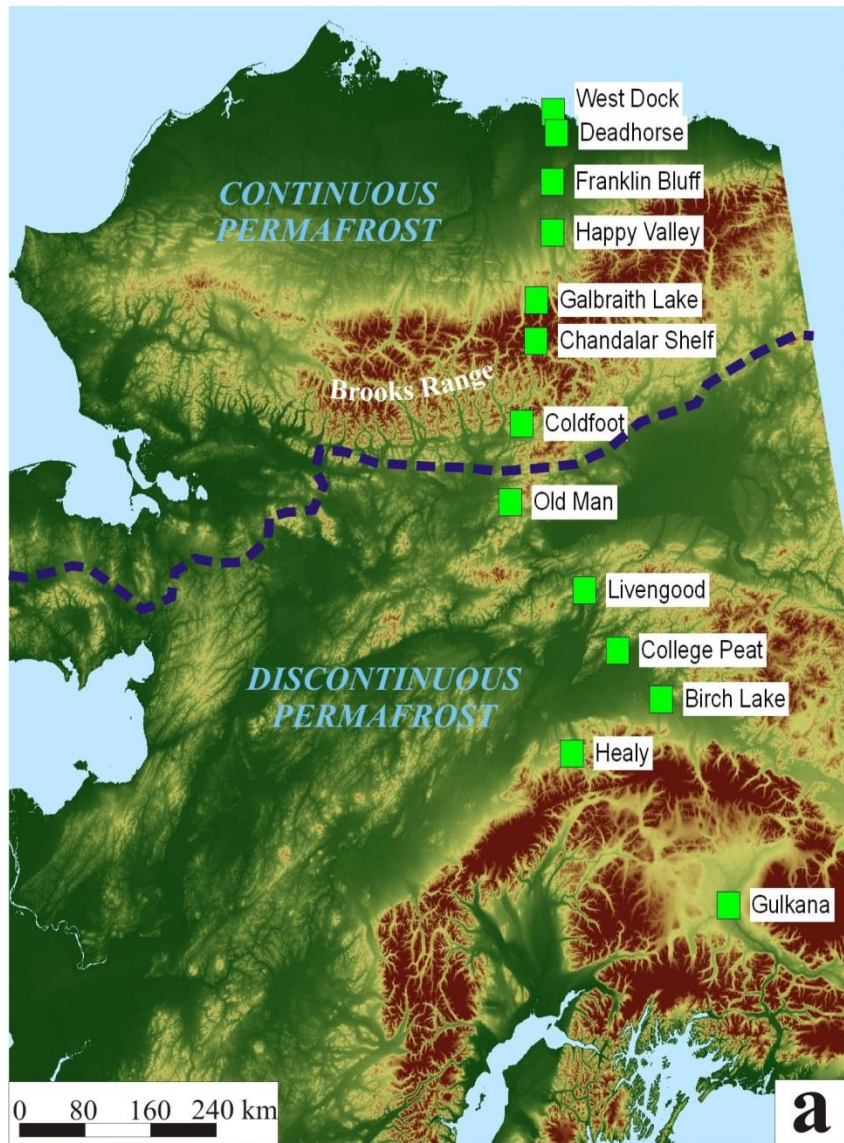 West Dock
Deadhorse
CONTINUOUS
PERMAFROST
Franklin Bluff
Happy Valley
Galbraith Lake
Chandalar Shelf
Brooks Range
Coldfoot
Old Man
Livengood
College Peat
DISCONTINUOUS
PERMAFROST
Birch Lake
Healy
Gulkana
0 80 160 240 km
a